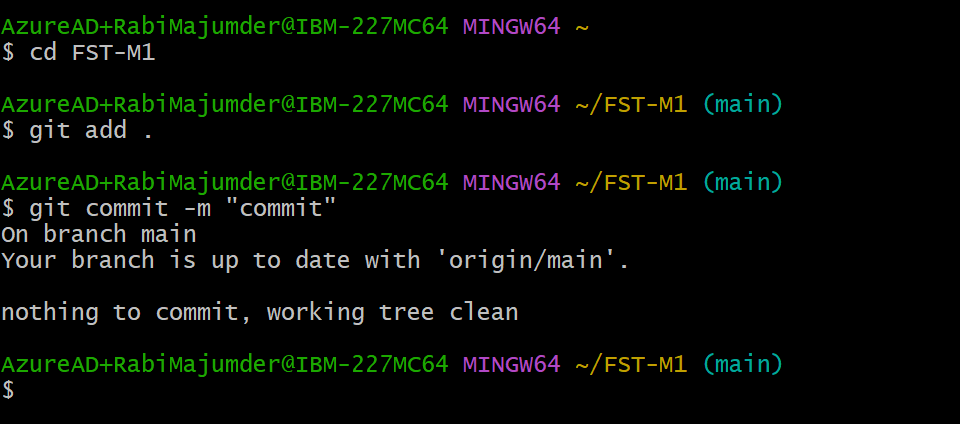 AzureAD+RabiMajumder@IBM-227MC64 MINGW64 ~
$ cd FST-M1
AzureAD+RabiMajumder@IBM-227MC64 MINGW64 ~/FST-M1 (main)
$ git add .
AzureAD+RabiMajumder@IBM-227MC64 MINGW64 ~/FST-M1 (main)
$ git commit -m "commit"
On branch main
Your branch is up to date with 'origin/main'.
nothing to commit, working tree clean
AzureAD+RabiMajumder@IBM-227MC64 MINGW64 ~/FST-M1 (main)
$